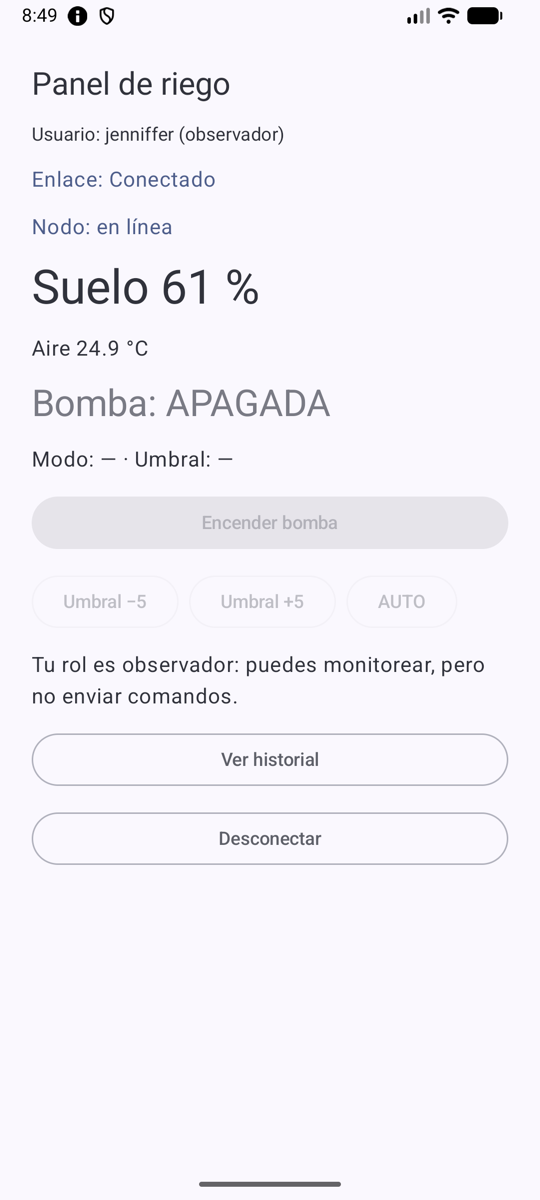 8:49
Panel de riego
Usuario: jenniffer (observador)
Enlace: Conectado
Nodo: en línea
Suelo 61 %
Aire 24.9 °C
Bomba: APAGADA
Modo: — · Umbral: —
Encender bomba
Umbral −5 Umbral +5 AUTO
Tu rol es observador: puedes monitorear, pero
no enviar comandos.
Ver historial
Desconectar